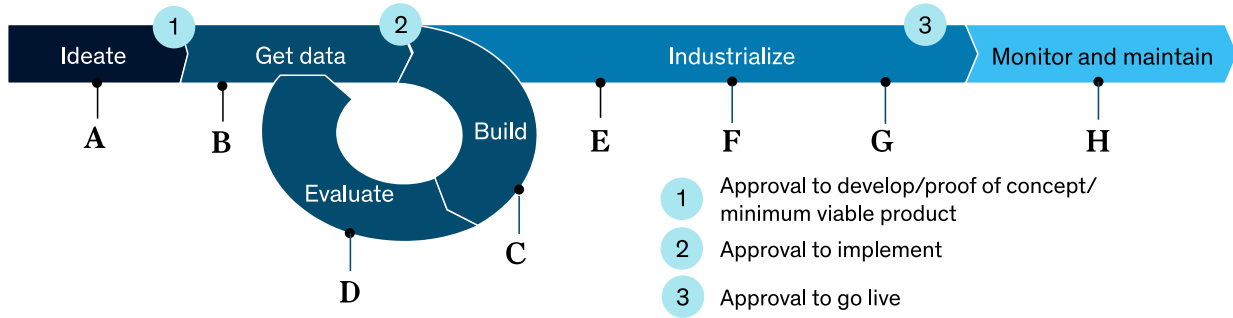 1
2
3
Ideate
Get data
Industrialize
Monitor and maintain
A
B
E
F
G
H
Build
Evaluate
C
D
1 Approval to develop/proof of concept/
minimum viable product
2 Approval to implement
3 Approval to go live